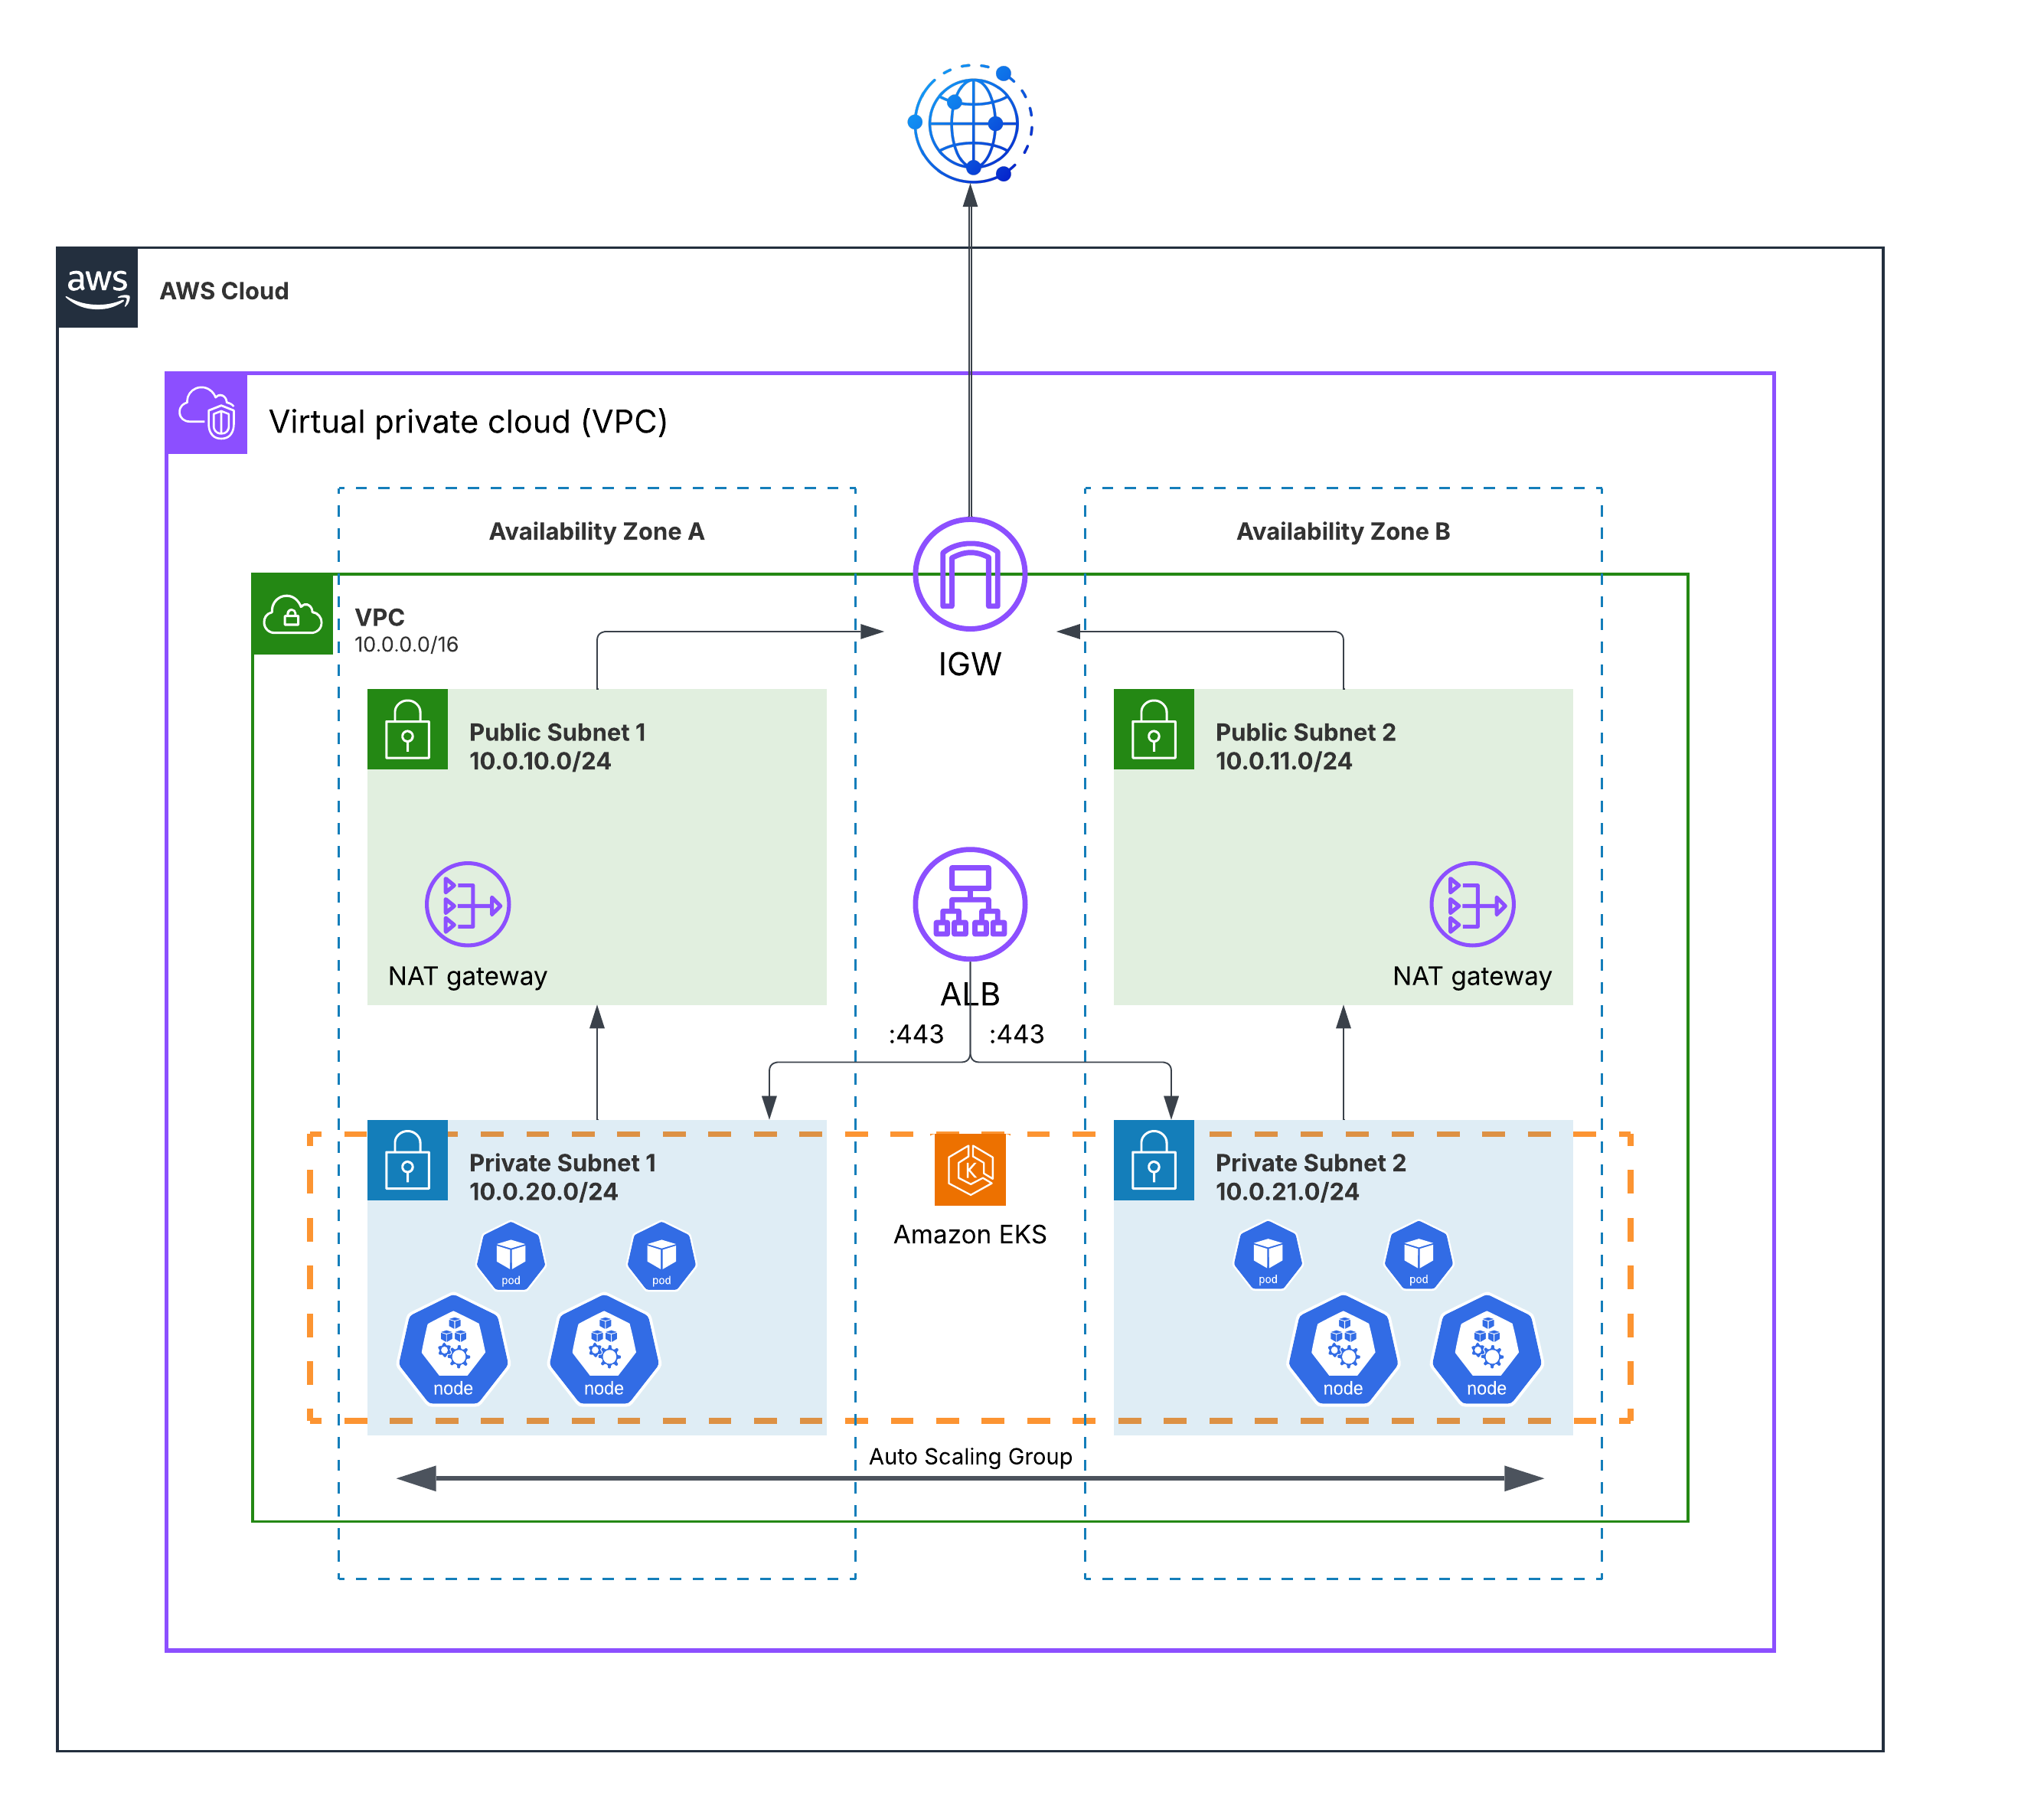 aws
AWS Cloud
Virtual private cloud (VPC)
Availability Zone A
Availability Zone B
VPC
10.0.0.0/16
IGW
Public Subnet 1
10.0.10.0/24
Public Subnet 2
10.0.11.0/24
NAT gateway
ALB
NAT gateway
:443
:443
Private Subnet 1
10.0.20.0/24
K
Amazon EKS
Private Subnet 2
10.0.21.0/24
pod
pod
pod
pod
node
node
node
node
Auto Scaling Group